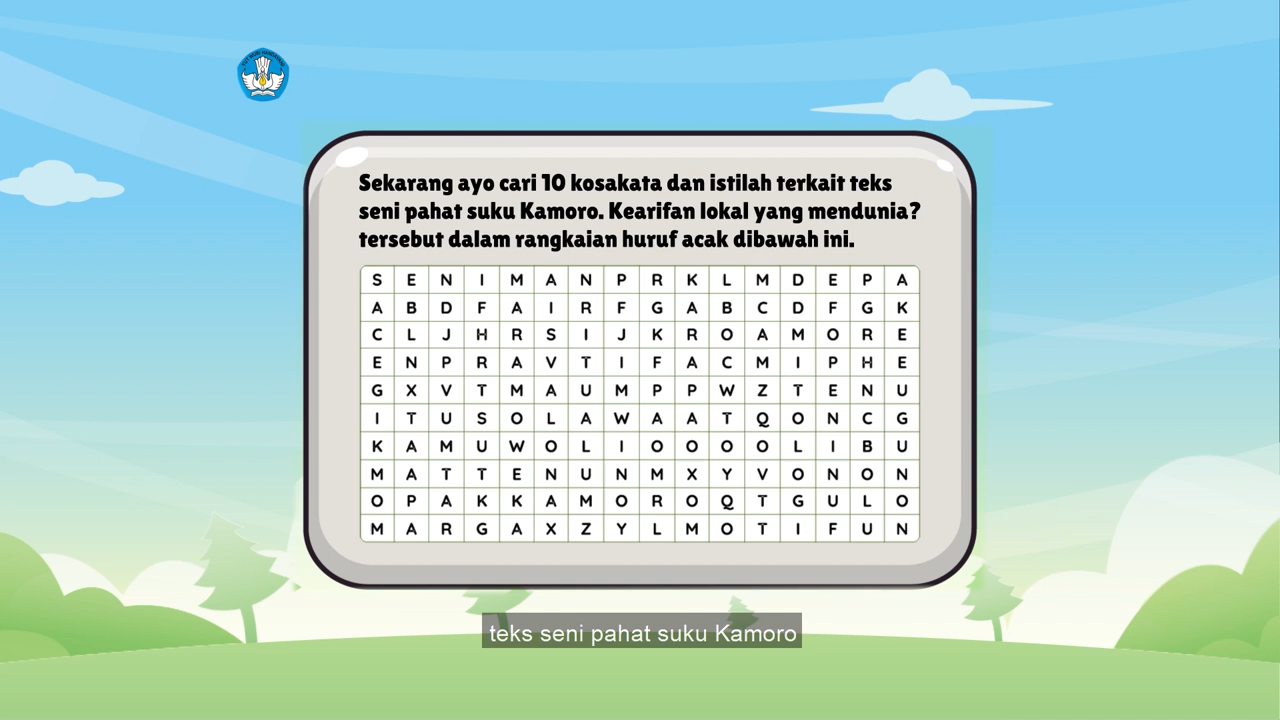 Sekarang ayo cari 10 kosakata dan istilah terkait teks
seni pahat suku Kamoro. Kearifan lokal yang mendunia?
tersebut dalam rangkaian huruf acak dibawah ini.
S E N I M A N P R K L M D E P A
A B D F A I R F G A B C D F G K
C L J H R S I J K R O A M O R E
E N P R A V T I F A C M I P H E
G X V T M A U M P P W Z T E N U
I T U S O L A W A A T Q O N C G
K A M U W O L I O O O O L I B U
M A T T E N U N M X Y V O N O N
O P A K K A M O R O Q T G U L O
M A R G A X Z Y L M O T I F U N
teks seni pahat suku Kamoro